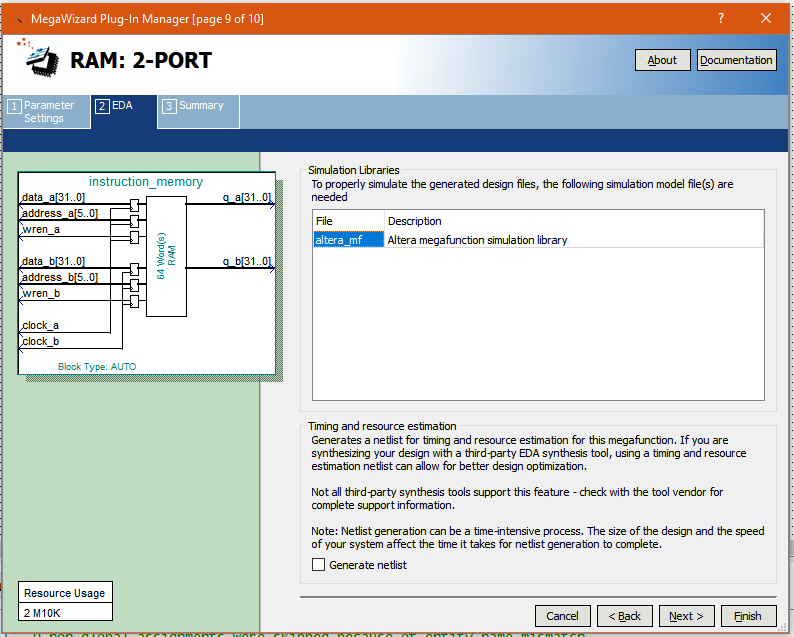 MegaWizard Plug-In Manager [page 9 of 10]
?
RAM: 2-PORT
About
Documentation
1 Parameter Settings
2 EDA
3 Summary
instruction_memory
data_a[31..0]
address_a[5..0]
wren_a
data_b[31..0]
address_b[5..0]
wren_b
clock_a
clock_b
64 Word(s)
RAM
q_a[31..0]
q_b[31..0]
Block Type: AUTO
Resource Usage
2 M10K
Simulation Libraries
To properly simulate the generated design files, the following simulation model file(s) are
needed
File Description
altera_mf Altera megafunction simulation library
Timing and resource estimation
Generates a netlist for timing and resource estimation for this megafunction. If you are
synthesizing your design with a third-party EDA synthesis tool, using a timing and resource
estimation netlist can allow for better design optimization.
Not all third-party synthesis tools support this feature - check with the tool vendor for
complete support information.
Note: Netlist generation can be a time-intensive process. The size of the design and the speed
of your system affect the time it takes for netlist generation to complete.
Generate netlist
Cancel
< Back
Next >
Finish